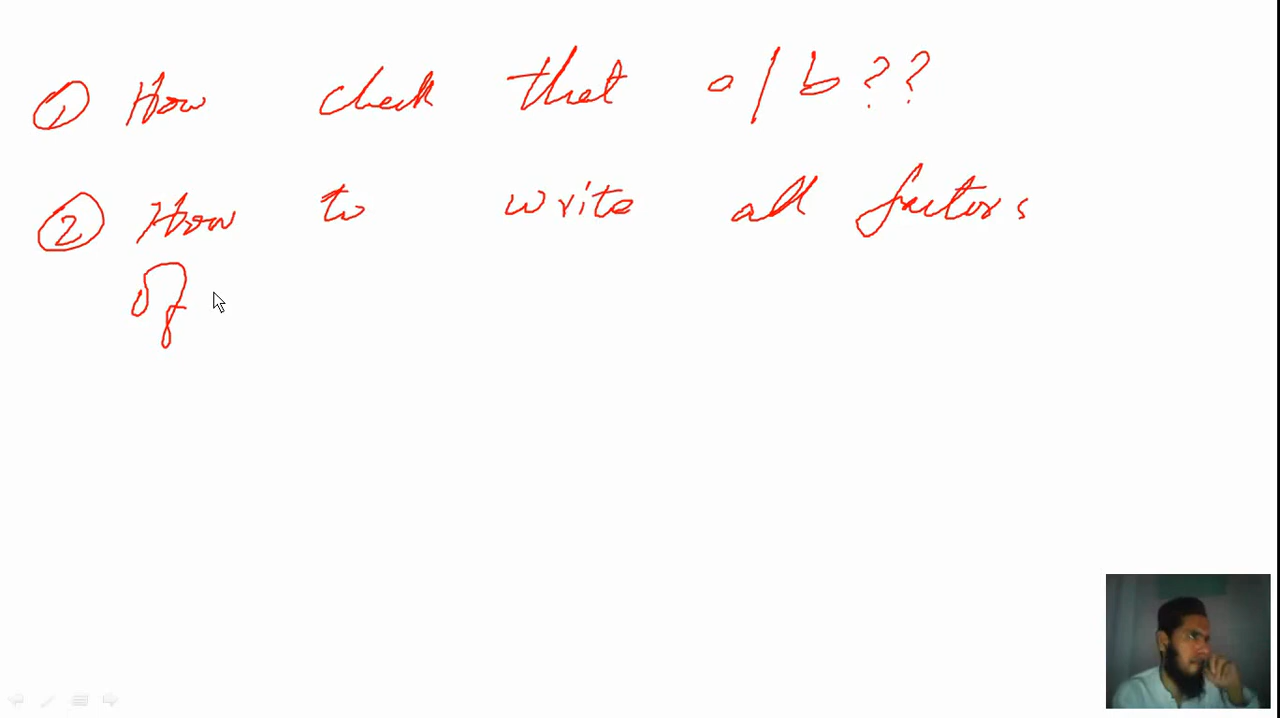 ① How check that a/b??
② How to write all factors
of